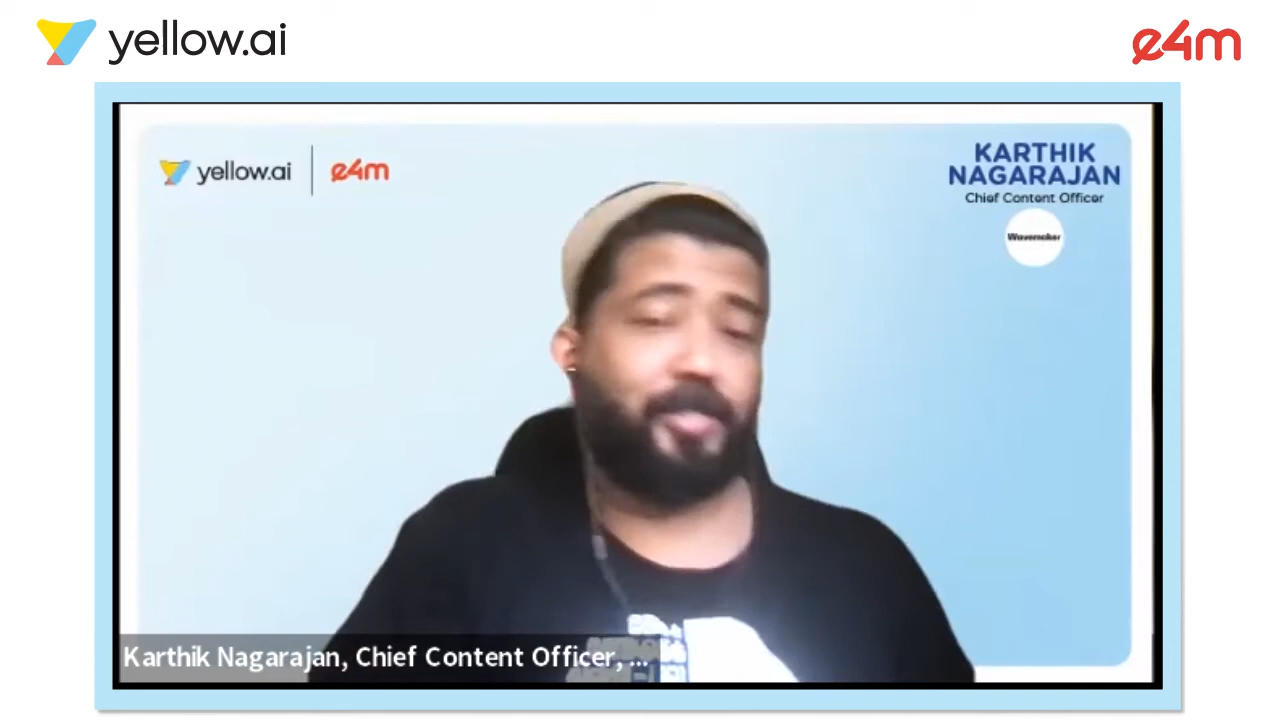 yellow.ai
e4m
yellow.ai
e4m
KARTHIK
NAGARAJAN
Chief Content Officer
Wavemaker
Karthik Nagarajan, Chief Content Officer, ...